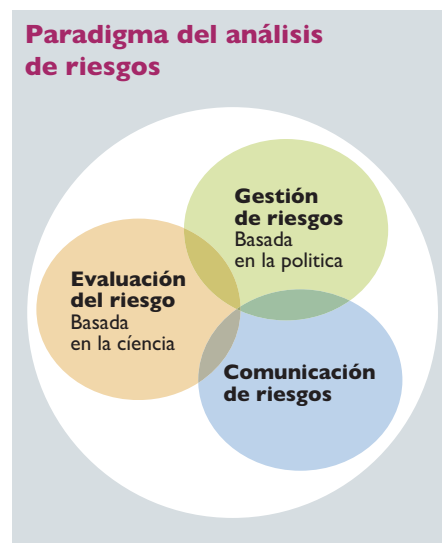 Paradigma del análisis
de riesgos
Gestión
de riesgos
Basada
en la politica
Evaluación
del riesgo
Basada
en la cíencia
Comunicación
de riesgos